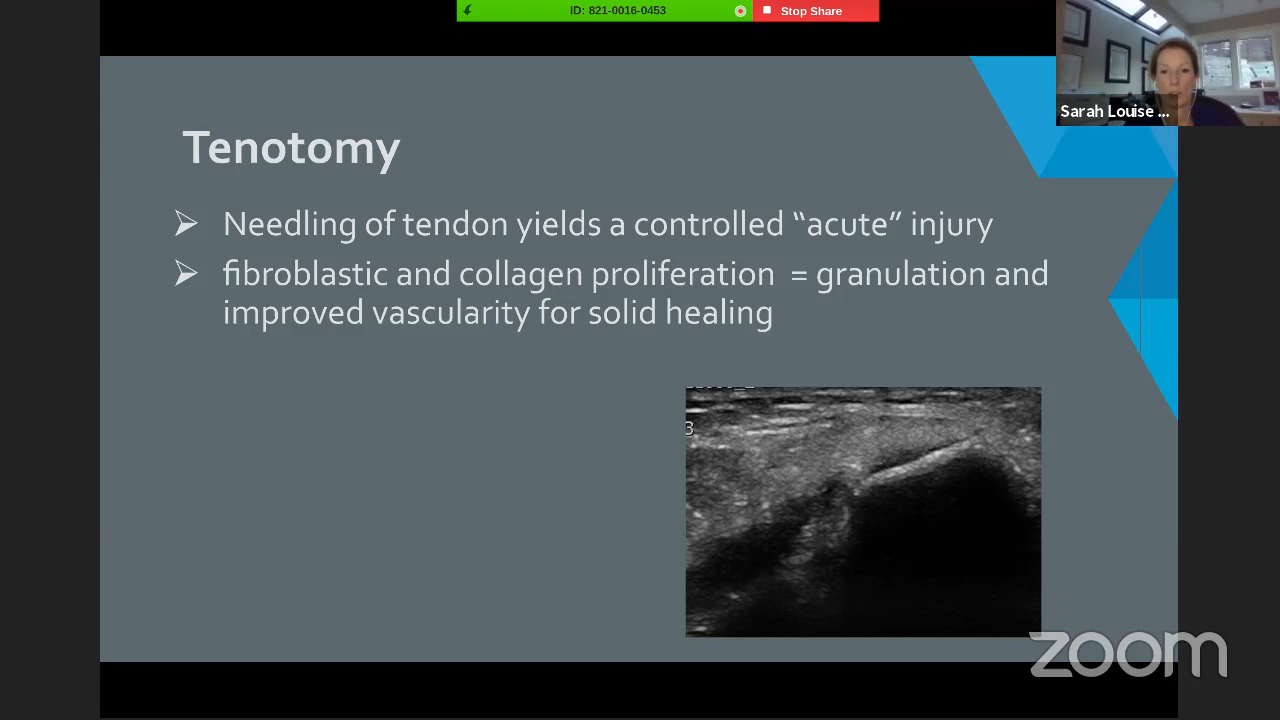 ID: 821-0016-0453
Stop Share
Sarah Louise ...
Tenotomy
Needling of tendon yields a controlled “acute” injury
fibroblastic and collagen proliferation = granulation and
improved vascularity for solid healing
3
zoom